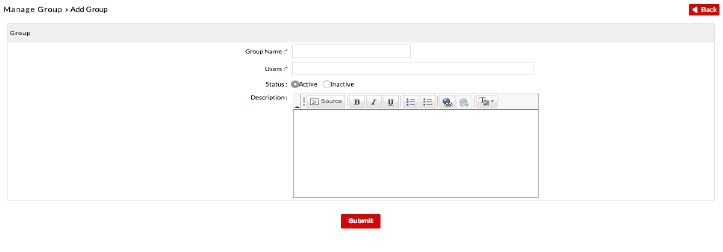 Manage Group » Add Group
Back
Group
Group Name :*
Users :*
Status : Active Inactive
Description :
Source B I U
Submit